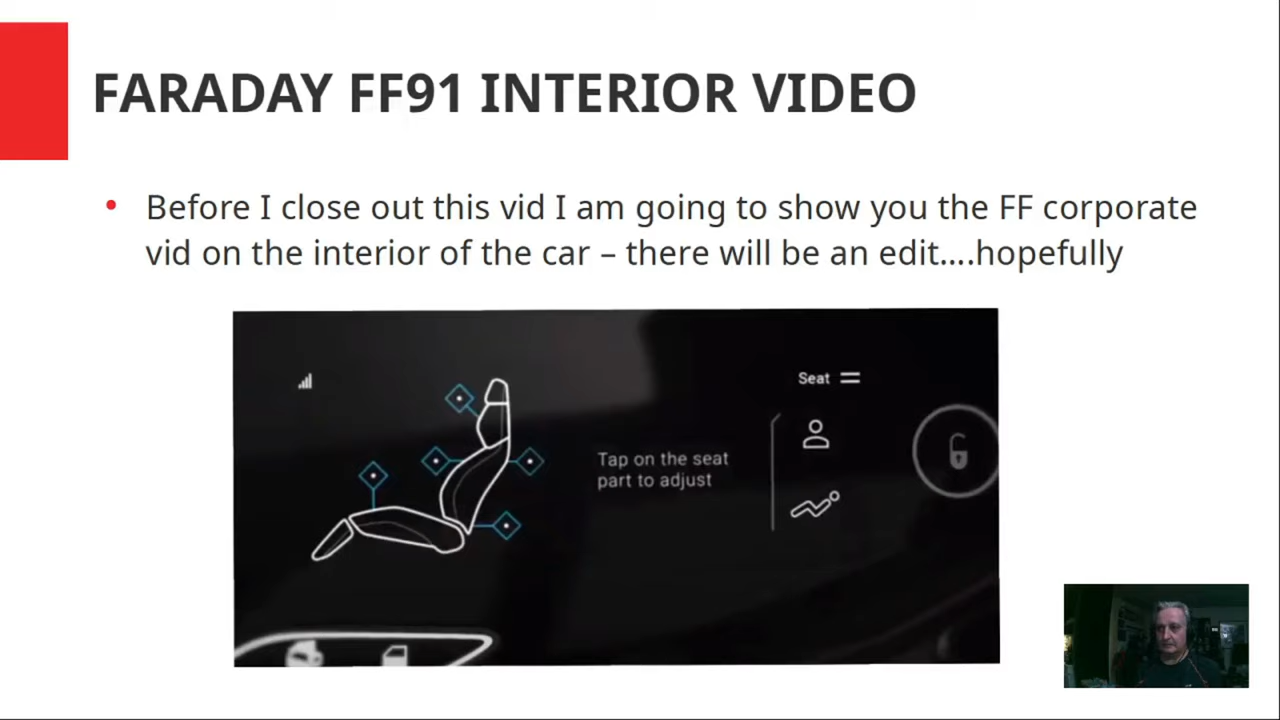 FARADAY FF91 INTERIOR VIDEO
• Before I close out this vid I am going to show you the FF corporate
vid on the interior of the car – there will be an edit....hopefully
Seat
Tap on the seat
part to adjust